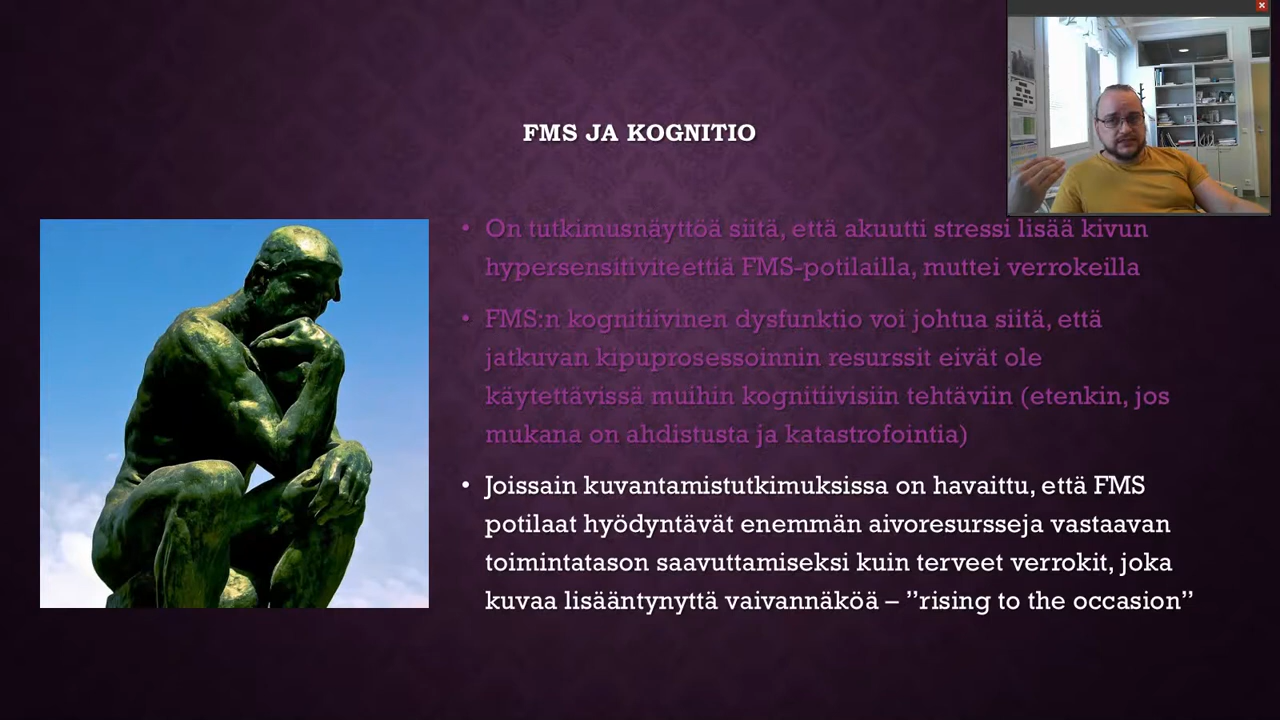 FMS JA KOGNITIO
• On tutkimusnäyttöä siitä, että akuutti stressi lisää kivun
hypersensitiviteettiä FMS-potilailla, muttei verrokeilla
• FMS:n kognitiivinen dysfunktio voi johtua siitä, että
jatkuvan kipuprosessoinnin resurssit eivät ole
käytettävissä muihin kognitiivisiin tehtäviin (etenkin, jos
mukana on ahdistusta ja katastrofointia)
• Joissain kuvantamistutkimuksissa on havaittu, että FMS
potilaat hyödyntävät enemmän aivoresursseja vastaavan
toimintatason saavuttamiseksi kuin terveet verrokit, joka
kuvaa lisääntynyttä vaivannäköä – ”rising to the occasion”